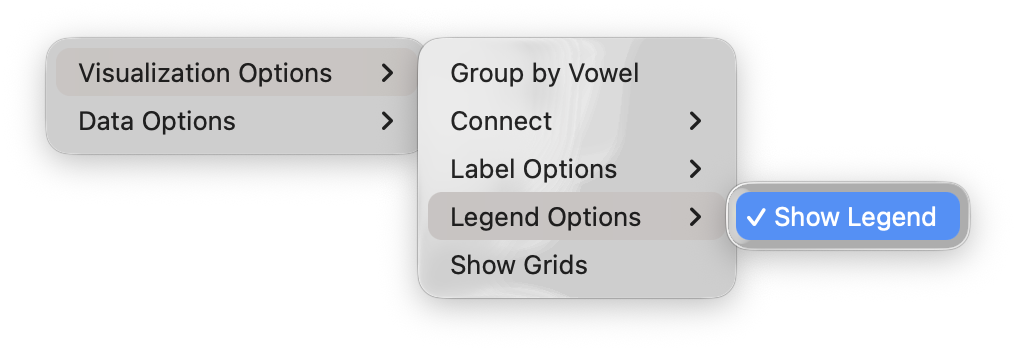 Visualization Options
Data Options
Group by Vowel
Connect
Label Options
Legend Options
Show Grids
✓ Show Legend